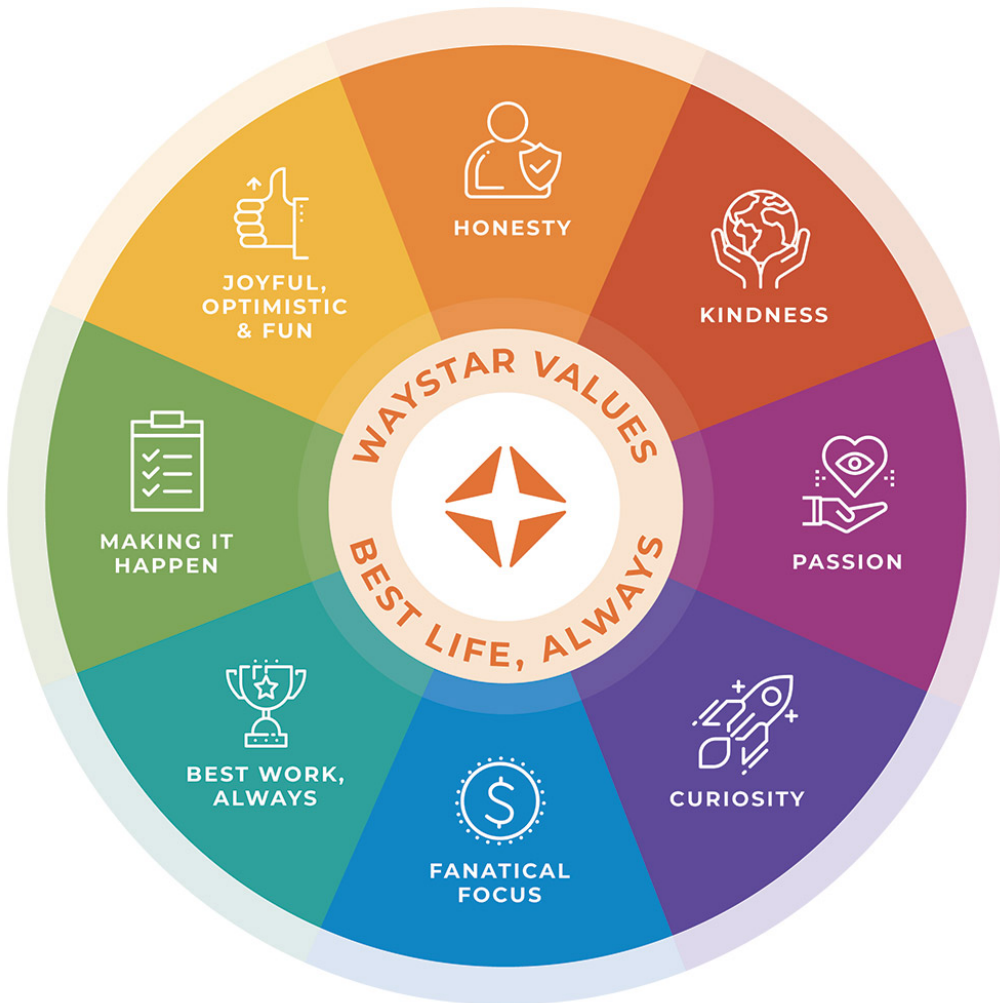 HONESTY
KINDNESS
PASSION
CURIOSITY
FANATICAL
FOCUS
BEST WORK,
ALWAYS
MAKING IT
HAPPEN
JOYFUL,
OPTIMISTIC
& FUN
WAYSTAR VALUES
BEST LIFE, ALWAYS
$